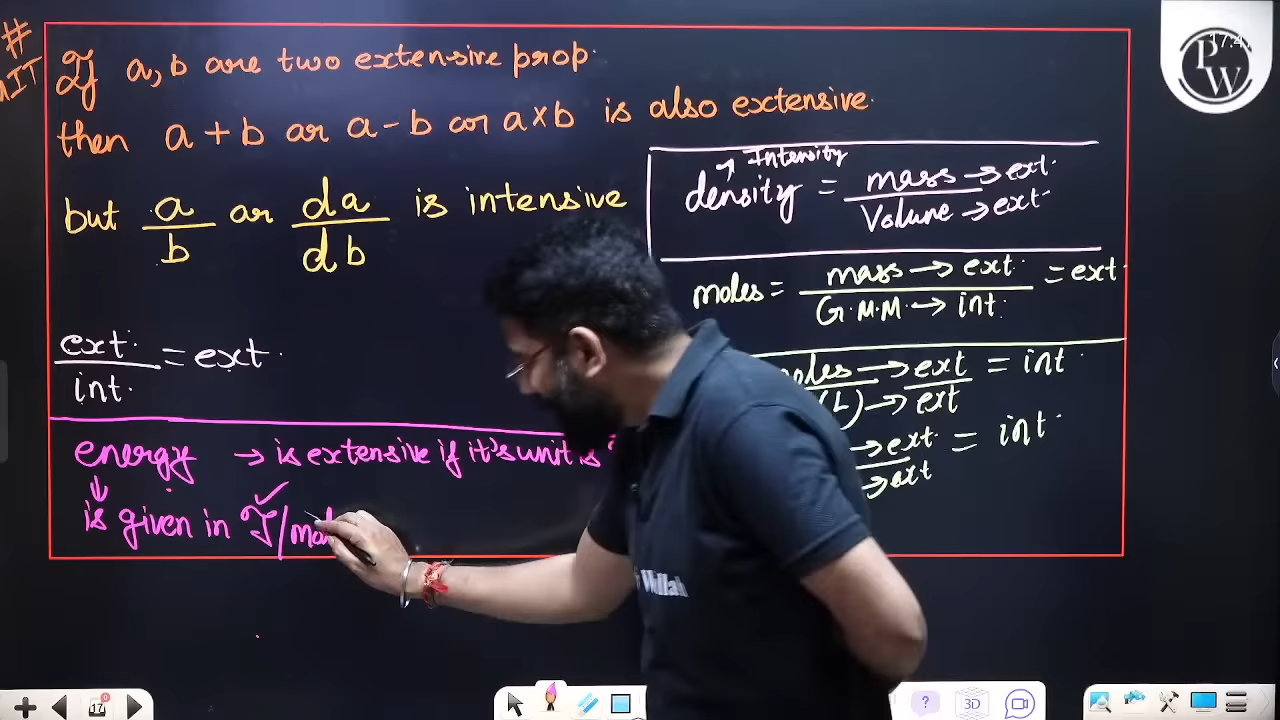 #
If a, b are two extensive prop.
then a + b or a - b or a x b is also extensive.
but a/b or da/db is intensive
ext./int. = ext.
Intensity
density = mass → ext. / Volume → ext.
moles = mass → ext. / G.M.M → int. = ext.
→ ext / (L) → ext = int.
→ ext. / → ext = int.
energy → is extensive if it's unit is
↓
is given in J/mol
PW
17
3D